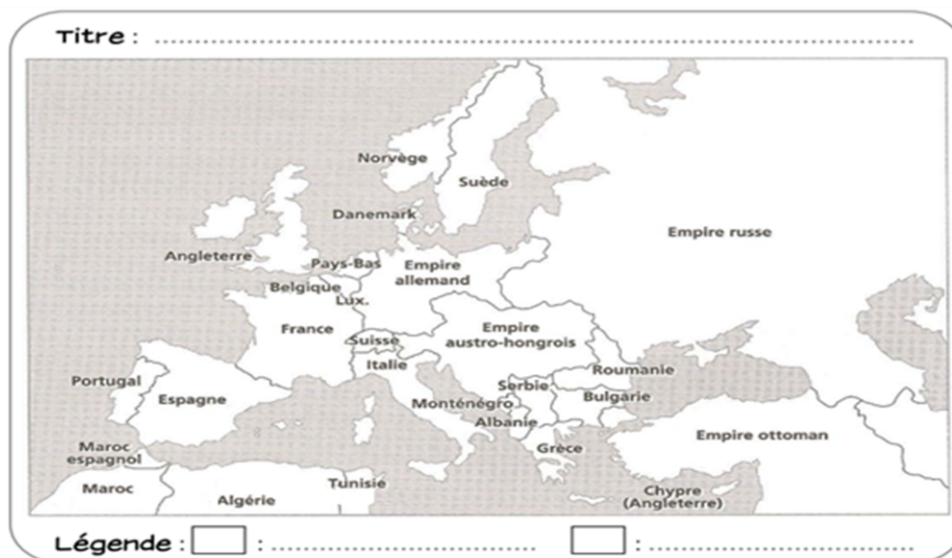 Titre : ........................................................................
Norvège
Suède
Danemark
Empire russe
Angleterre
Pays-Bas
Empire
allemand
Belgique
Lux.
France
Empire
austro-hongrois
Suisse
Italie
Roumanie
Portugal
Espagne
Serbie
Bulgarie
Monténégro
Albanie
Empire ottoman
Grèce
Maroc
espagnol
Maroc
Algérie
Tunisie
Chypre
(Angleterre)
Légende : : ........................ : ........................